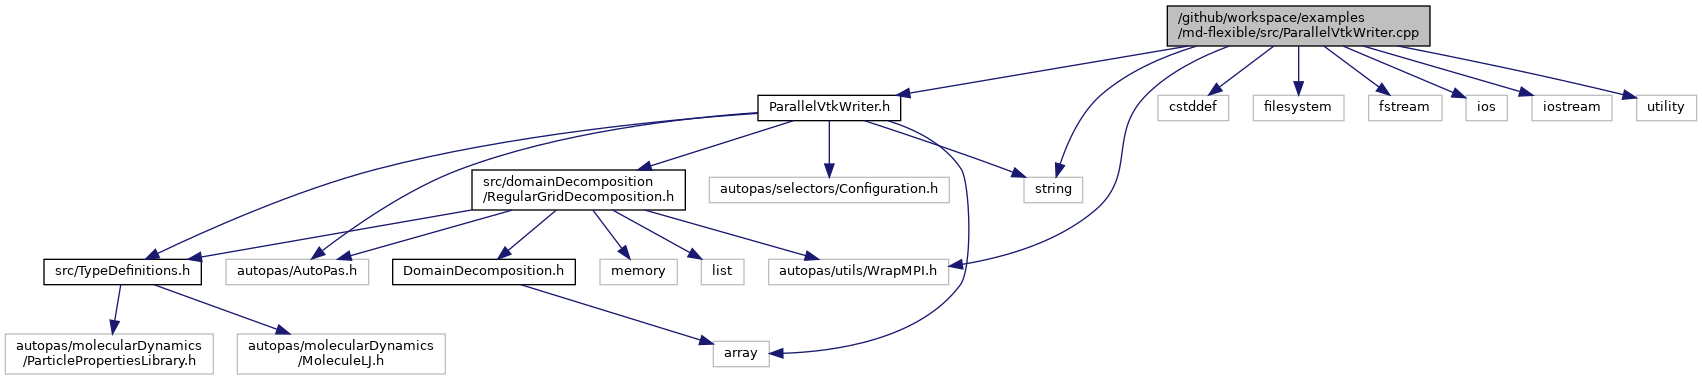 /github/workspace/examples
/md-flexible/src/ParallelVtkWriter.cpp
ParallelVtkWriter.h
cstddef
filesystem
fstream
ios
iostream
utility
src/domainDecomposition
/RegularGridDecomposition.h
autopas/selectors/Configuration.h
string
src/TypeDefinitions.h
autopas/AutoPas.h
DomainDecomposition.h
memory
list
autopas/utils/WrapMPI.h
autopas/molecularDynamics
/ParticlePropertiesLibrary.h
autopas/molecularDynamics
/MoleculeLJ.h
array